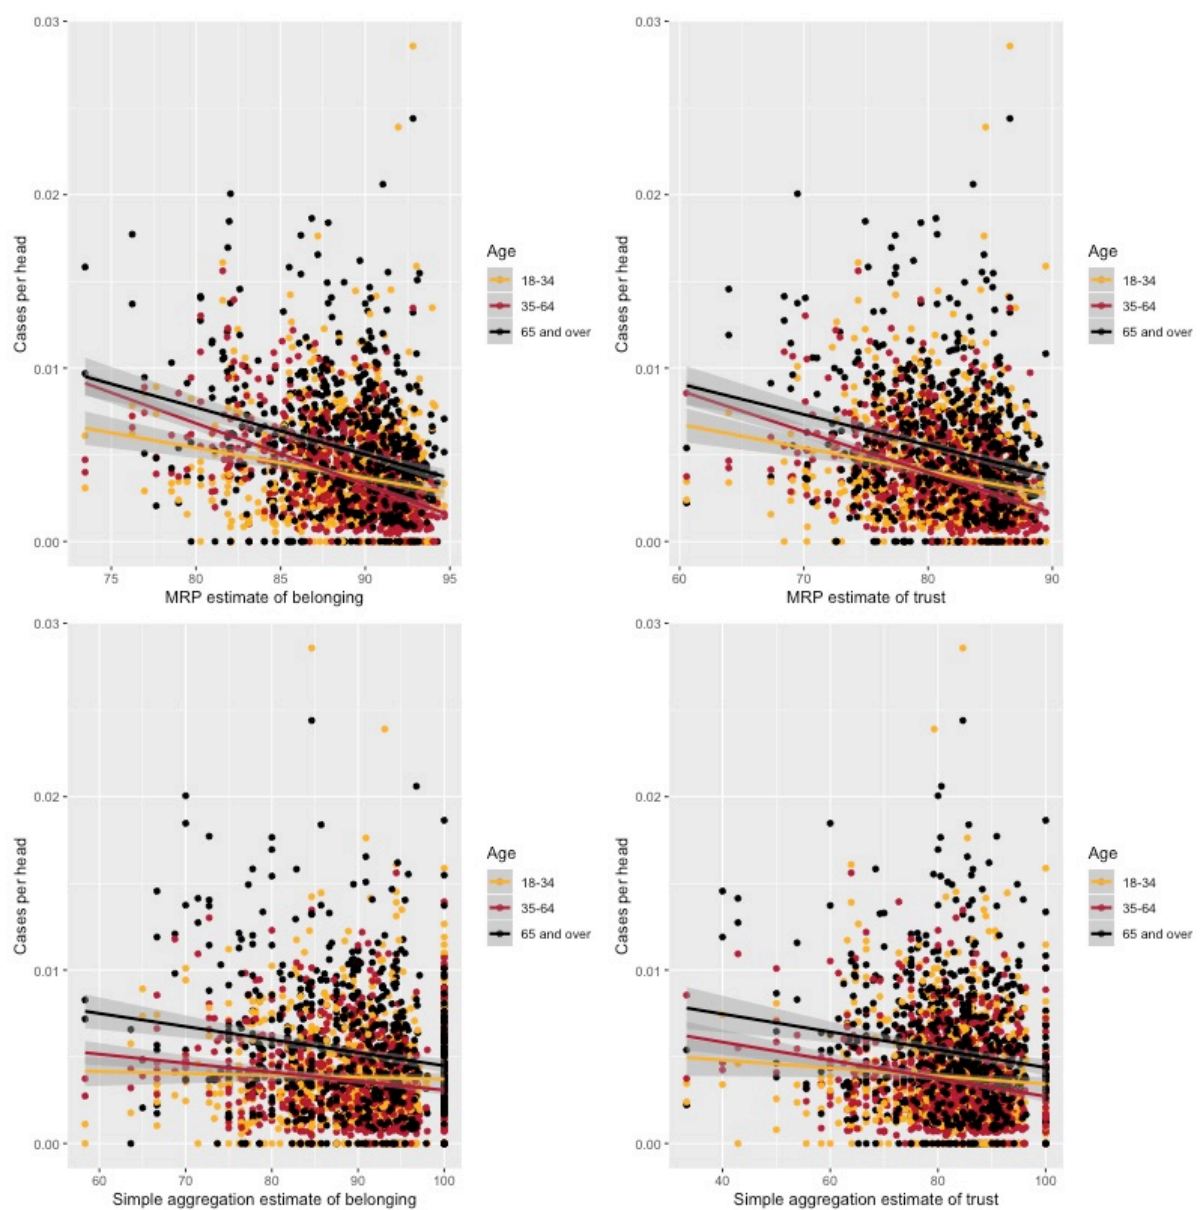 0.03
0.02
0.01
0.00
Cases per head
75 80 85 90 95
MRP estimate of belonging
Age
18-34
35-64
65 and over
0.03
0.02
0.01
0.00
Cases per head
60 70 80 90
MRP estimate of trust
Age
18-34
35-64
65 and over
0.03
0.02
0.01
0.00
Cases per head
60 70 80 90 100
Simple aggregation estimate of belonging
Age
18-34
35-64
65 and over
0.03
0.02
0.01
0.00
Cases per head
40 60 80 100
Simple aggregation estimate of trust
Age
18-34
35-64
65 and over